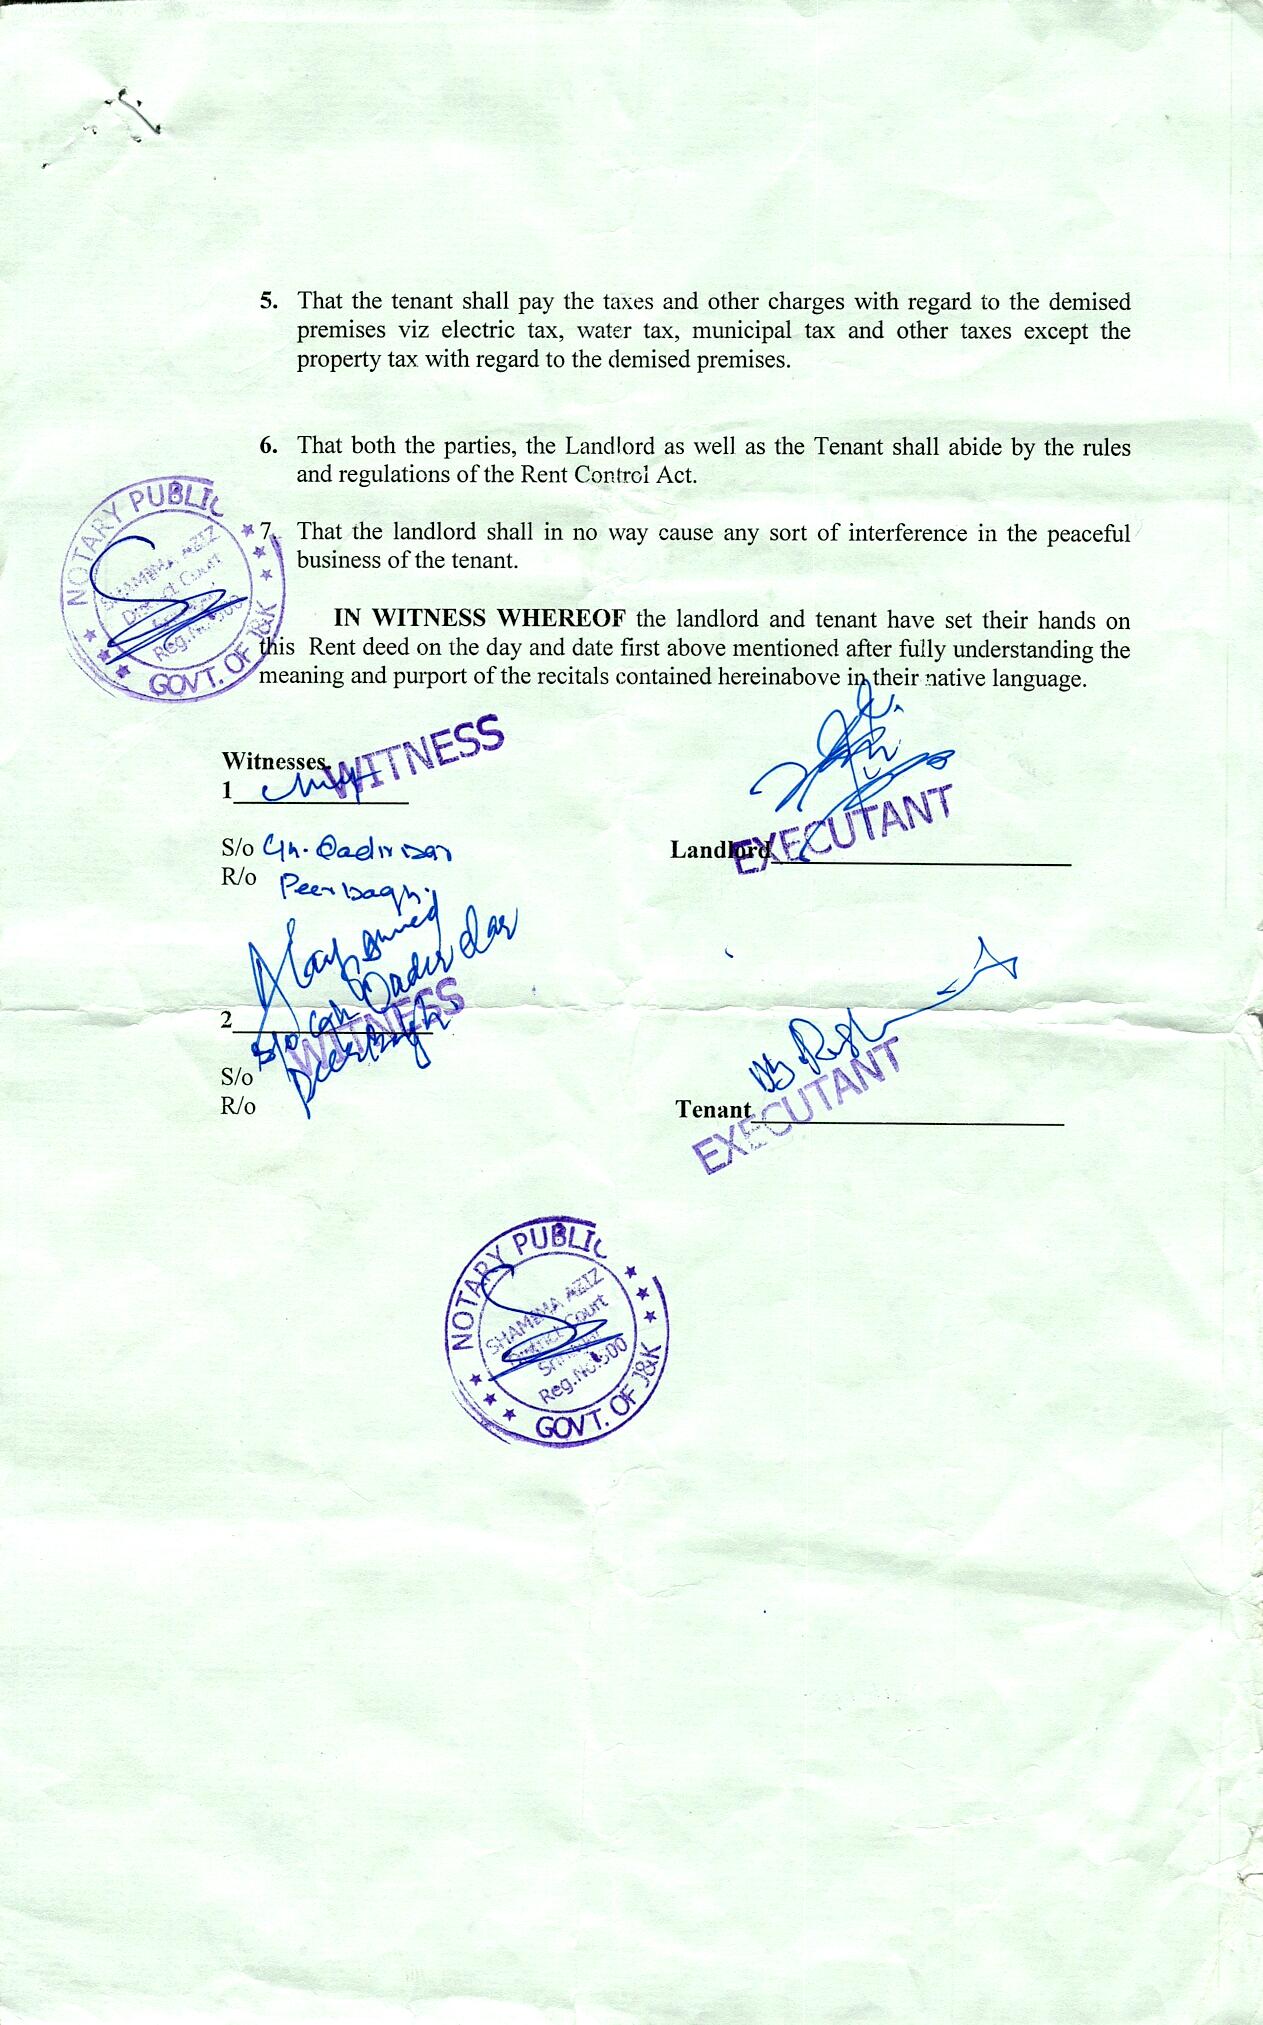 5. That the tenant shall pay the taxes and other charges with regard to the demised
premises viz electric tax, water tax, municipal tax and other taxes except the
property tax with regard to the demised premises.
6. That both the parties, the Landlord as well as the Tenant shall abide by the rules
and regulations of the Rent Control Act.
7. That the landlord shall in no way cause any sort of interference in the peaceful
business of the tenant.
NOTARY PUBLIC
SHAMIMA AZIZ
District Court
Reg.No.500
GOVT. OF J&K
IN WITNESS WHEREOF the landlord and tenant have set their hands on
this Rent deed on the day and date first above mentioned after fully understanding the
meaning and purport of the recitals contained hereinabove in their native language.
Witnesses
WITNESS
1
S/o Gh. Qadir Dar
R/o Peerbagh.
EXECUTANT
Landlord
Ahmed
S/o Gh Qadir dar
Peerbagh
WITNESS
2
S/o
R/o
Tenant
EXECUTANT
NOTARY PUBLIC
SHAMIMA AZIZ
District Court
Srinagar
Reg.No.500
GOVT. OF J&K